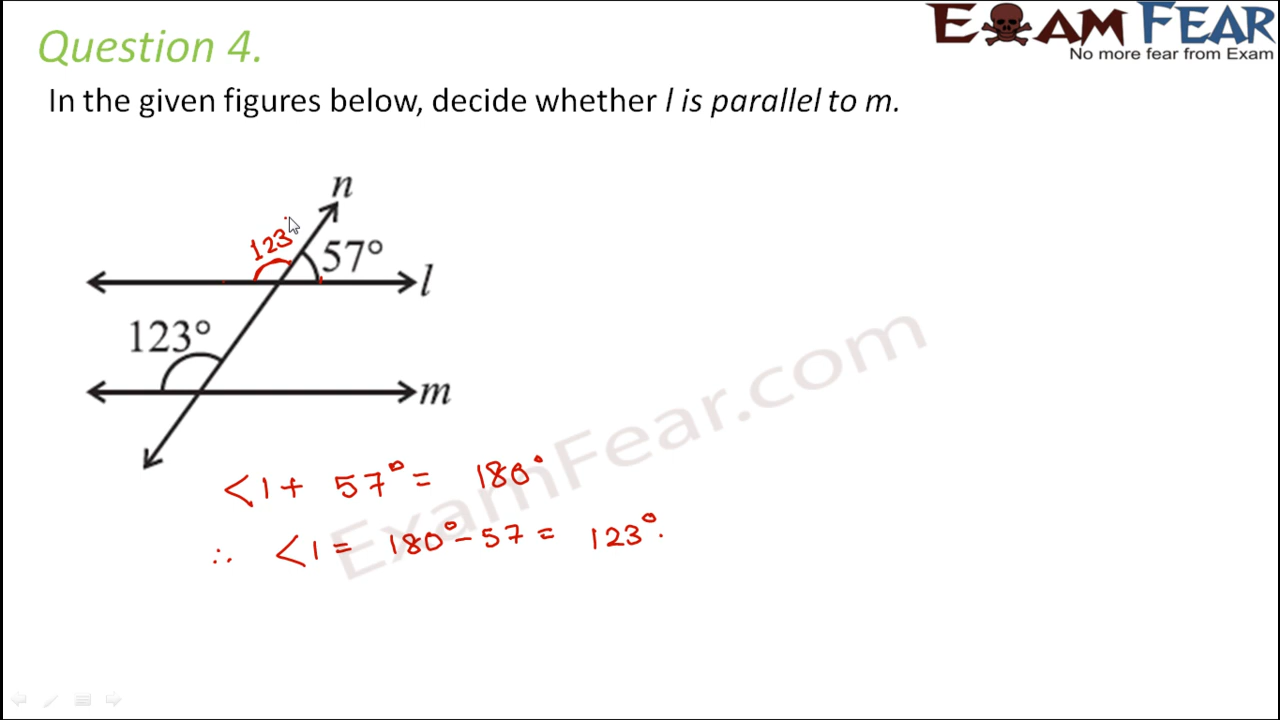 EXAM FEAR
No more fear from Exam
Question 4.
In the given figures below, decide whether l is parallel to m.
n
123°
57°
l
123°
m
ExamFear.com
<1 + 57° = 180°
∴ <1 = 180° - 57 = 123°.